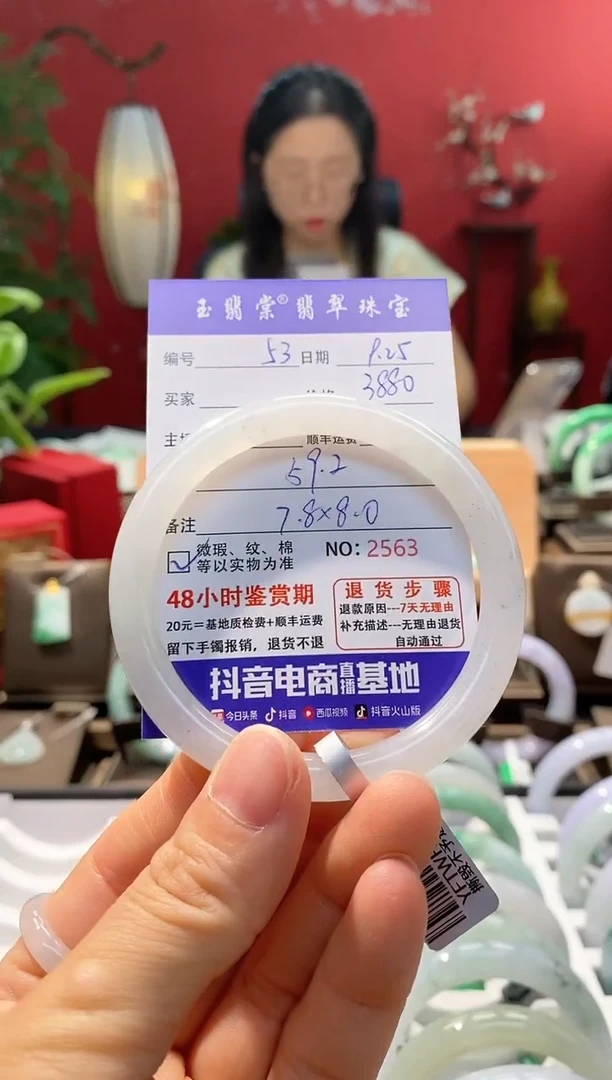 玉翡棠®翡翠珠宝
编号 53 日期 9.25
买家 3880
顺丰运费
59.2
备注 7.8×8.0
✓ 微瑕、纹、棉
等以实物为准
NO: 2563
48小时鉴赏期
20元=基地质检费+顺丰运费
留下手镯报销，退货不退
退货步骤
退款原因---7天无理由
补充描述---无理由退货
自动通过
抖音电商直播基地
今日头条 抖音 西瓜视频 抖音火山版